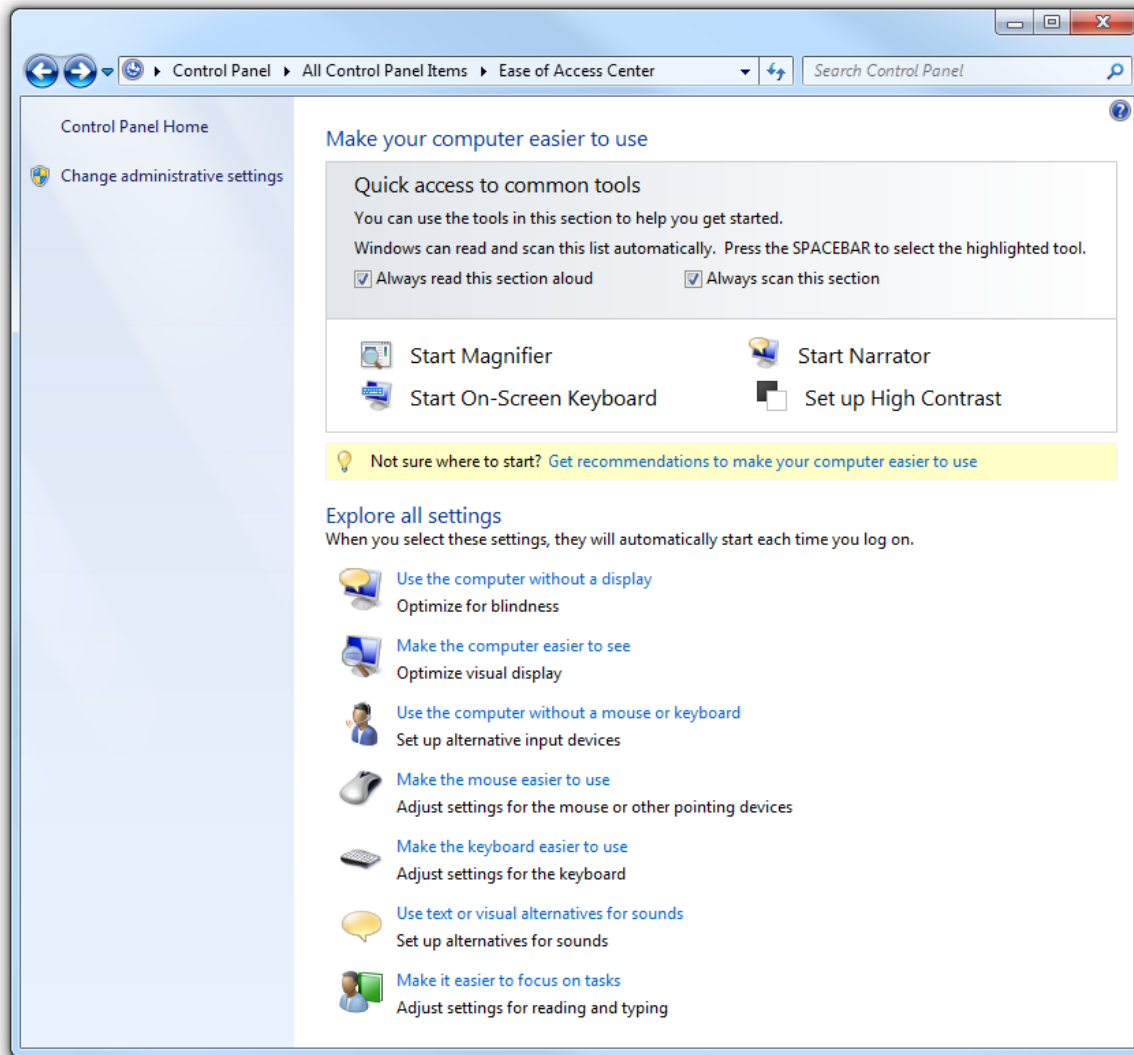 Control Panel ▸ All Control Panel Items ▸ Ease of Access Center
Search Control Panel
Control Panel Home
Change administrative settings
Make your computer easier to use
Quick access to common tools
You can use the tools in this section to help you get started.
Windows can read and scan this list automatically. Press the SPACEBAR to select the highlighted tool.
Always read this section aloud
Always scan this section
Start Magnifier
Start Narrator
Start On-Screen Keyboard
Set up High Contrast
Not sure where to start? Get recommendations to make your computer easier to use
Explore all settings
When you select these settings, they will automatically start each time you log on.
Use the computer without a display
Optimize for blindness
Make the computer easier to see
Optimize visual display
Use the computer without a mouse or keyboard
Set up alternative input devices
Make the mouse easier to use
Adjust settings for the mouse or other pointing devices
Make the keyboard easier to use
Adjust settings for the keyboard
Use text or visual alternatives for sounds
Set up alternatives for sounds
Make it easier to focus on tasks
Adjust settings for reading and typing